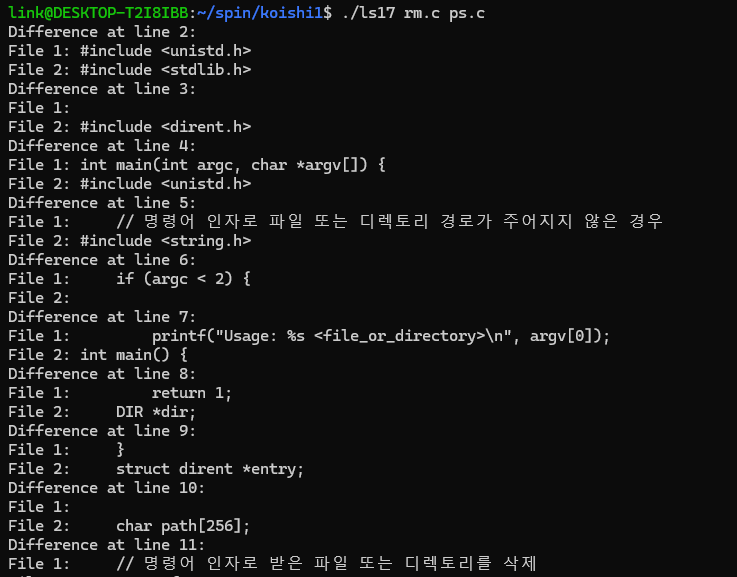 link@DESKTOP-T2I8IBB:~/spin/koishi1$ ./ls17 rm.c ps.c
Difference at line 2:
File 1: #include <unistd.h>
File 2: #include <stdlib.h>
Difference at line 3:
File 1:
File 2: #include <dirent.h>
Difference at line 4:
File 1: int main(int argc, char *argv[]) {
File 2: #include <unistd.h>
Difference at line 5:
File 1:     // 명령어 인자로 파일 또는 디렉토리 경로가 주어지지 않은 경우
File 2: #include <string.h>
Difference at line 6:
File 1:     if (argc < 2) {
File 2:
Difference at line 7:
File 1:         printf("Usage: %s <file_or_directory>\n", argv[0]);
File 2: int main() {
Difference at line 8:
File 1:         return 1;
File 2:     DIR *dir;
Difference at line 9:
File 1:     }
File 2:     struct dirent *entry;
Difference at line 10:
File 1:
File 2:     char path[256];
Difference at line 11:
File 1:     // 명령어 인자로 받은 파일 또는 디렉토리를 삭제